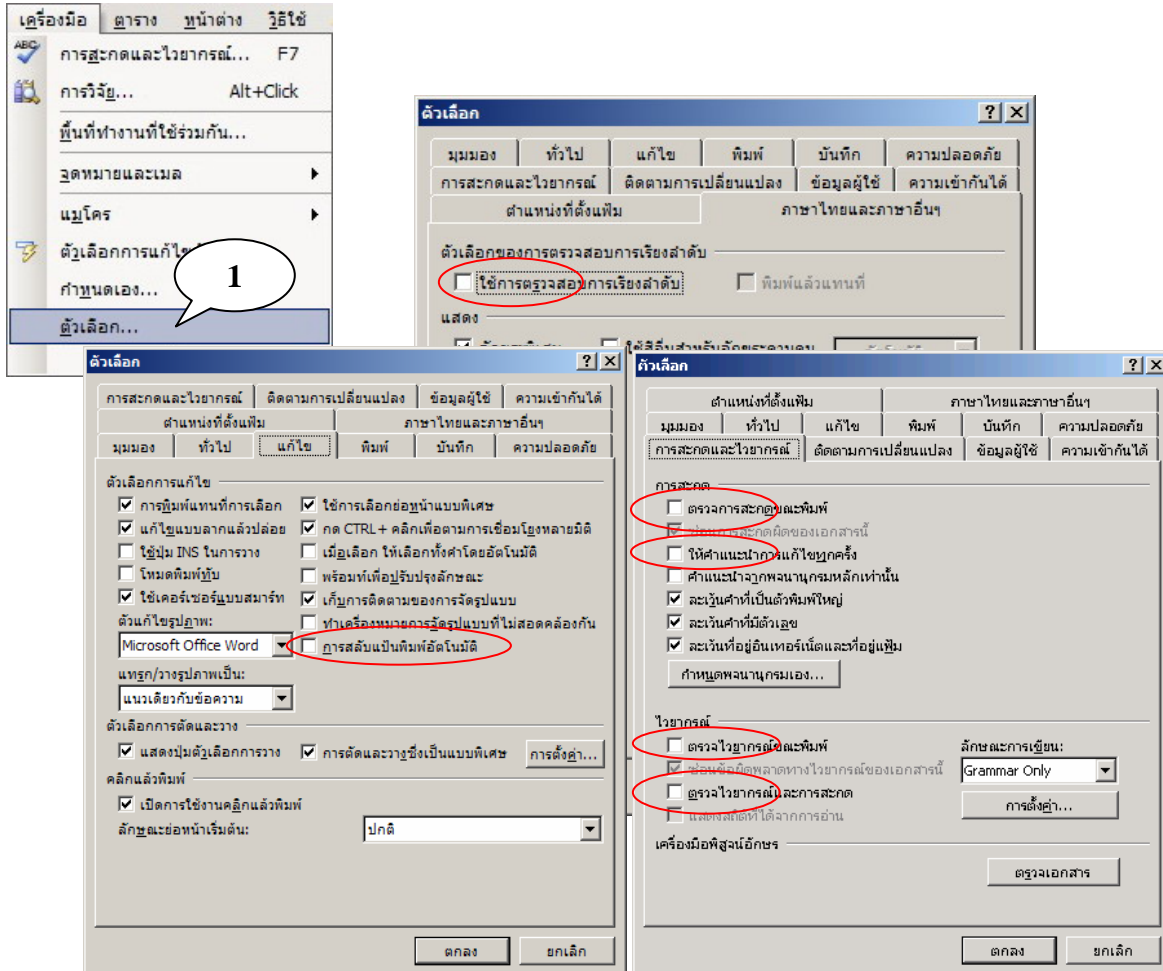 เครื่องมือ ตาราง หน้าต่าง วิธีใช้
การสะกดและไวยากรณ์... F7
การวิจัย... Alt+Click
พื้นที่ทำงานที่ใช้ร่วมกัน...
จดหมายและเมล
แมโคร
ตัวเลือกการแก้ไข
กำหนดเอง...
ตัวเลือก...
1
ตัวเลือก
มุมมอง ทั่วไป แก้ไข พิมพ์ บันทึก ความปลอดภัย
การสะกดและไวยากรณ์ ติดตามการเปลี่ยนแปลง ข้อมูลผู้ใช้ ความเข้ากันได้
ตำแหน่งที่ตั้งแฟ้ม ภาษาไทยและภาษาอื่นๆ
ตัวเลือกของการตรวจสอบการเรียงลำดับ
ใช้การตรวจสอบการเรียงลำดับ พิมพ์แล้วแทนที่
แสดง
ใช้สีอื่นสำหรับอักขระควบคุม
ตัวเลือก
การสะกดและไวยากรณ์ ติดตามการเปลี่ยนแปลง ข้อมูลผู้ใช้ ความเข้ากันได้
ตำแหน่งที่ตั้งแฟ้ม ภาษาไทยและภาษาอื่นๆ
มุมมอง ทั่วไป แก้ไข พิมพ์ บันทึก ความปลอดภัย
ตัวเลือกการแก้ไข
การพิมพ์แทนที่การเลือก ใช้การเลือกย่อหน้าแบบพิเศษ
แก้ไขแบบลากแล้วปล่อย กด CTRL+ คลิกเพื่อตามการเชื่อมโยงหลายมิติ
ใช้ปุ่ม INS ในการวาง เมื่อเลือก ให้เลือกทั้งคำโดยอัตโนมัติ
โหมดพิมพ์ทับ พร้อมท์เพื่อปรับปรุงลักษณะ
ใช้เคอร์เซอร์แบบสมาร์ท เก็บการติดตามของการจัดรูปแบบ
ตัวแก้ไขรูปภาพ: ทำเครื่องหมายการจัดรูปแบบที่ไม่สอดคล้องกัน
Microsoft Office Word การสลับแป้นพิมพ์อัตโนมัติ
แทรก/วางรูปภาพเป็น:
แนวเดียวกับข้อความ
ตัวเลือกการตัดและวาง
แสดงปุ่มตัวเลือกการวาง การตัดและวางซึ่งเป็นแบบพิเศษ การตั้งค่า...
คลิกแล้วพิมพ์
เปิดการใช้งานคลิกแล้วพิมพ์
ลักษณะย่อหน้าเริ่มต้น: ปกติ
ตกลง ยกเลิก
ตัวเลือก
ตำแหน่งที่ตั้งแฟ้ม ภาษาไทยและภาษาอื่นๆ
มุมมอง ทั่วไป แก้ไข พิมพ์ บันทึก ความปลอดภัย
การสะกดและไวยากรณ์ ติดตามการเปลี่ยนแปลง ข้อมูลผู้ใช้ ความเข้ากันได้
การสะกด
ตรวจการสะกดขณะพิมพ์
ซ่อนการสะกดผิดของเอกสารนี้
ให้คำแนะนำการแก้ไขทุกครั้ง
คำแนะนำจากพจนานุกรมหลักเท่านั้น
ละเว้นคำที่เป็นตัวพิมพ์ใหญ่
ละเว้นคำที่มีตัวเลข
ละเว้นที่อยู่อินเทอร์เน็ตและที่อยู่แฟ้ม
กำหนดพจนานุกรมเอง...
ไวยากรณ์
ตรวจไวยากรณ์ขณะพิมพ์ ลักษณะการเขียน:
ซ่อนข้อผิดพลาดทางไวยากรณ์ของเอกสารนี้ Grammar Only
ตรวจไวยากรณ์และการสะกด การตั้งค่า...
แสดงสถิติที่ได้จากการอ่าน
เครื่องมือพิสูจน์อักษร
ตรวจเอกสาร
ตกลง ยกเลิก